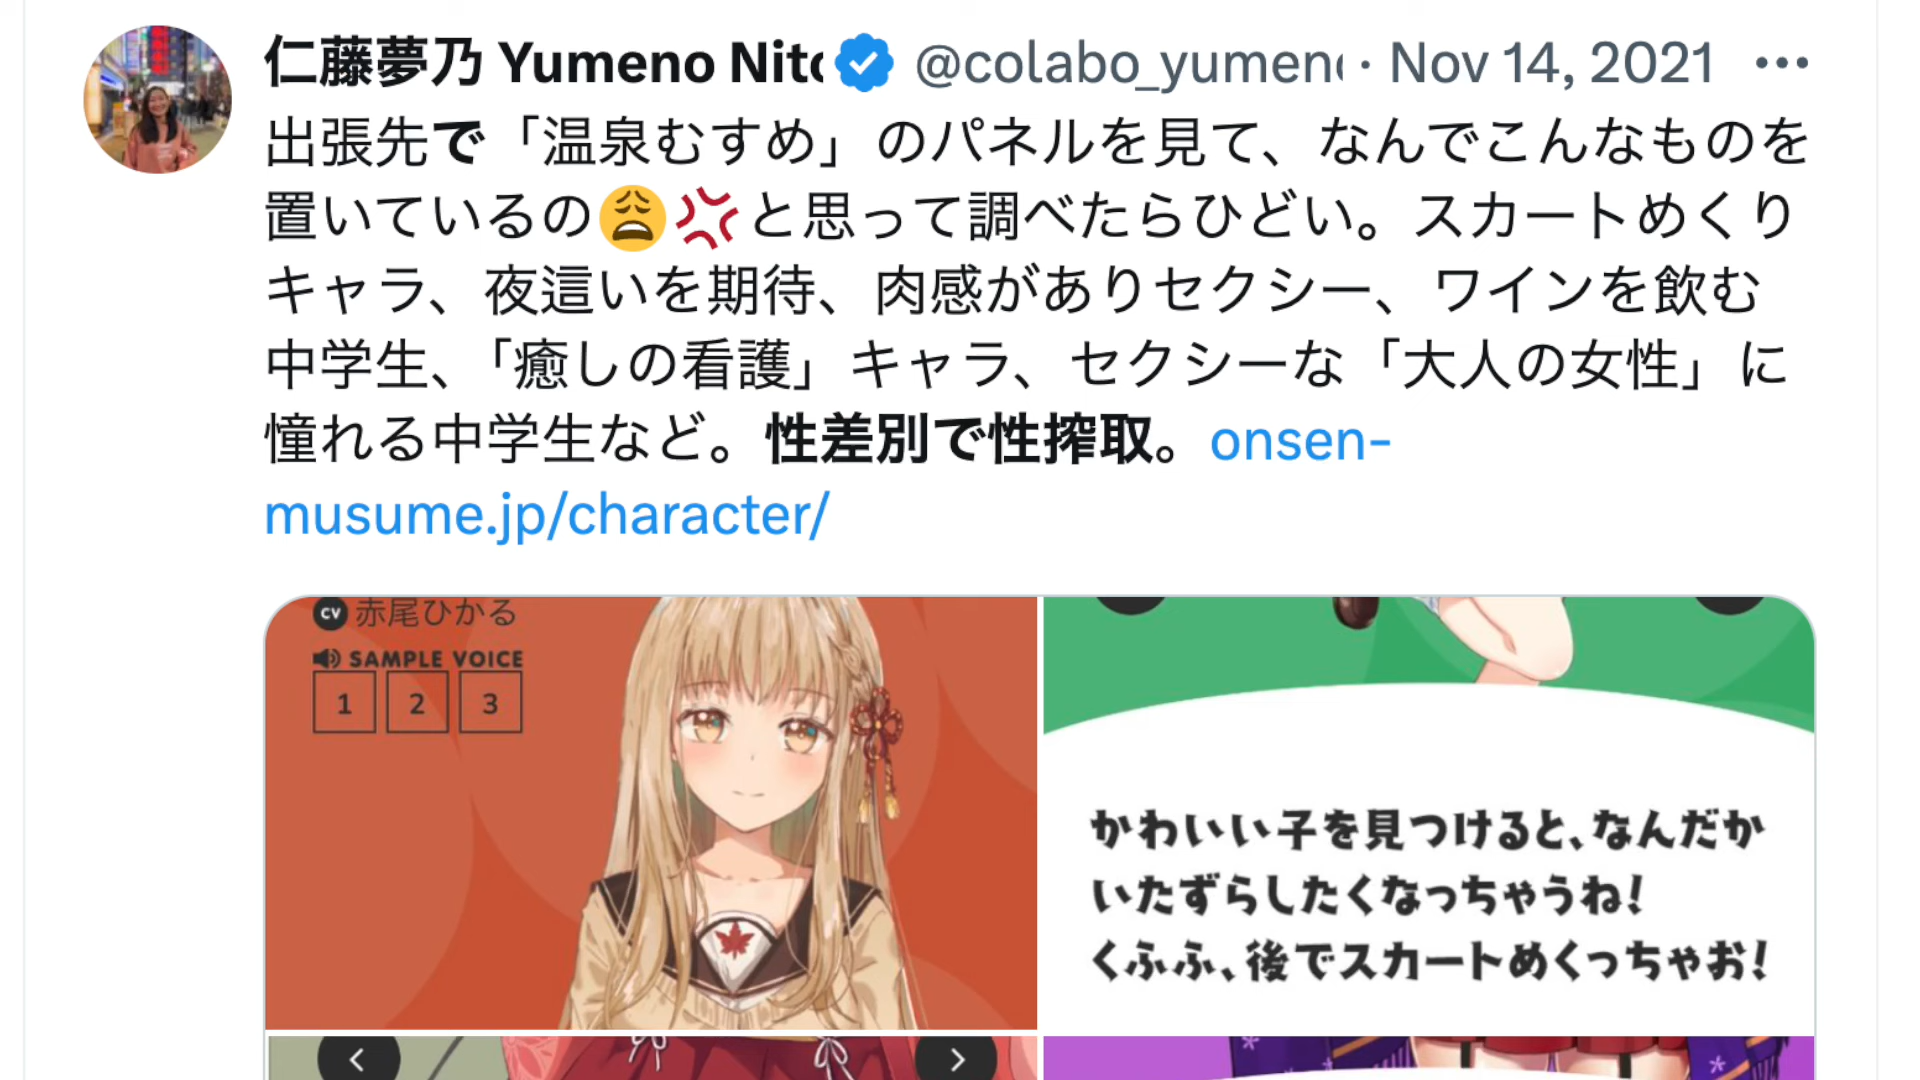 仁藤夢乃 Yumeno Nito @colabo_yumeno · Nov 14, 2021
出張先で「温泉むすめ」のパネルを見て、なんでこんなものを
置いているの😩💢と思って調べたらひどい。スカートめくり
キャラ、夜這いを期待、肉感がありセクシー、ワインを飲む
中学生、「癒しの看護」キャラ、セクシーな「大人の女性」に
憧れる中学生など。性差別で性搾取。onsen-
musume.jp/character/
CV 赤尾ひかる
SAMPLE VOICE
1 2 3
かわいい子を見つけると、なんだか
いたずらしたくなっちゃうね!
くふふ、後でスカートめくっちゃお!